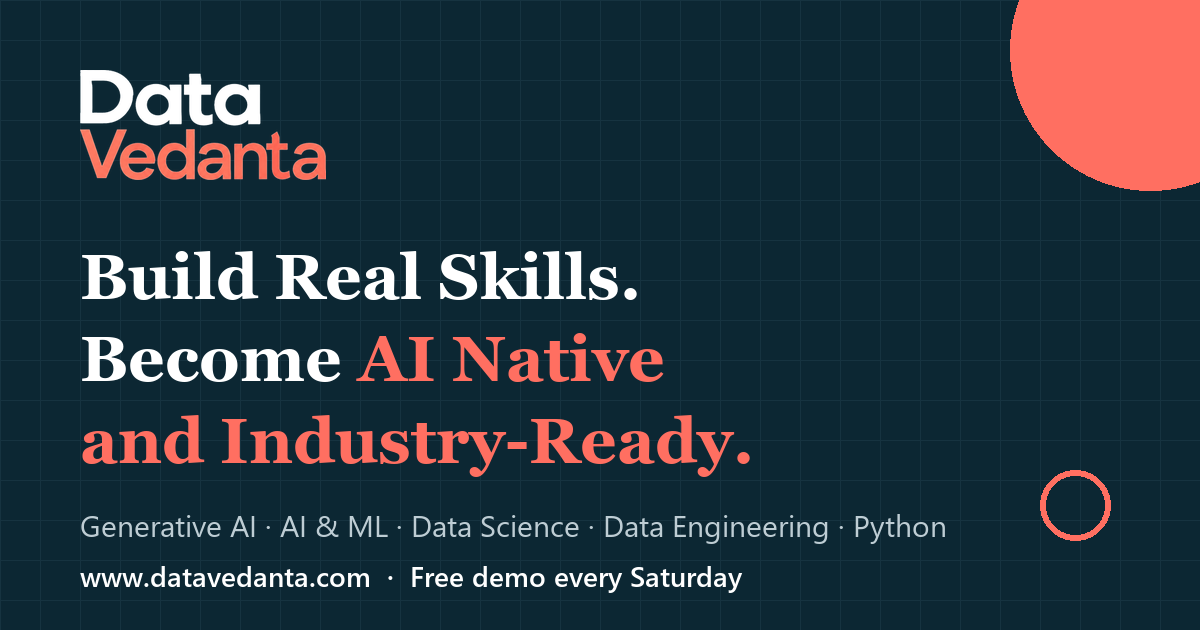 Data
Vedanta
Build Real Skills.
Become AI Native
and Industry-Ready.
Generative AI · AI & ML · Data Science · Data Engineering · Python
www.datavedanta.com · Free demo every Saturday